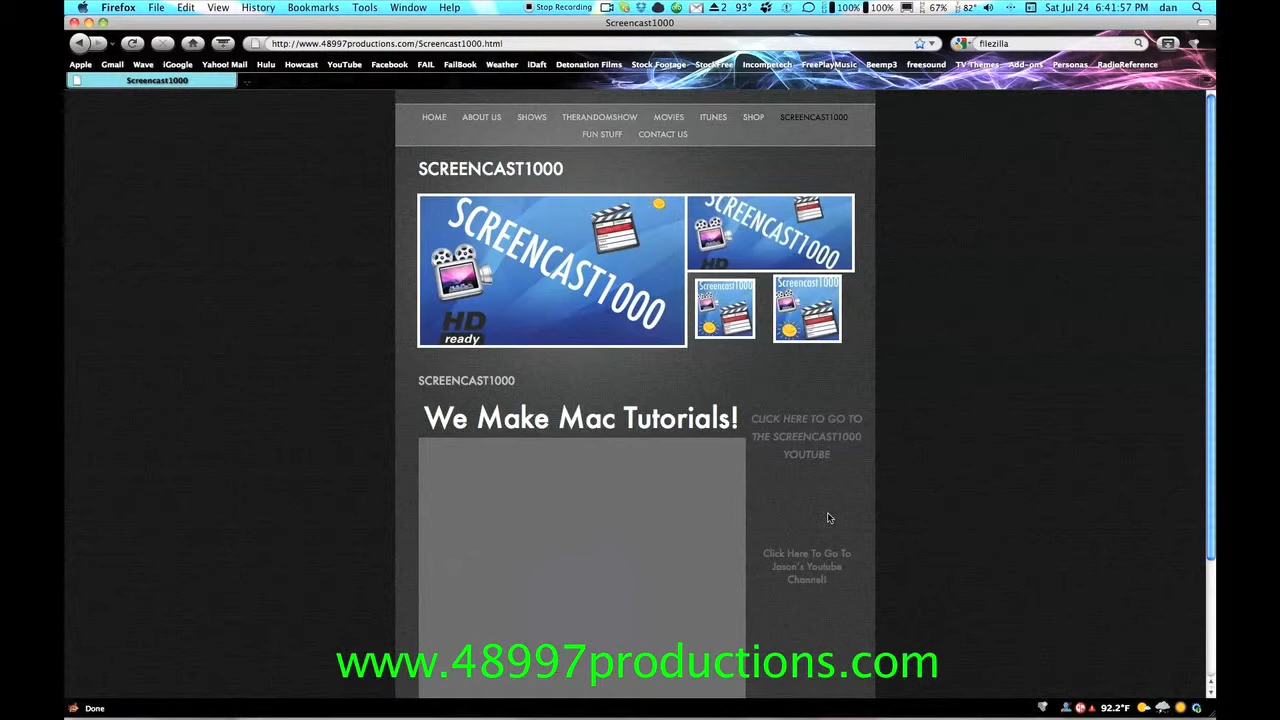 Firefox File Edit View History Bookmarks Tools Window Help Stop Recording 2 93° 100% 100% 67% 82° Sat Jul 24 6:41:57 PM dan
Screencast1000
http://www.48997productions.com/Screencast1000.html filezilla
Apple Gmail Wave iGoogle Yahoo! Mail Hulu Howcast YouTube Facebook FAIL FailBook Weather iDaft Detonation Films Stock Footage StockFree Incompetech FreePlayMusic Beemp3 freesound TV Themes Add-ons Personas RadioReference
Screencast1000
HOME ABOUT US SHOWS THERANDOMSHOW MOVIES ITUNES SHOP SCREENCAST1000
FUN STUFF CONTACT US
SCREENCAST1000
SCREENCAST1000
HD
ready
SCREENCAST1000
HD
Screencast1000
Screencast1000
SCREENCAST1000
We Make Mac Tutorials!
CLICK HERE TO GO TO
THE SCREENCAST1000
YOUTUBE
Click Here To Go To
Jason's Youtube
Channel!
www.48997productions.com
Done 92.2°F